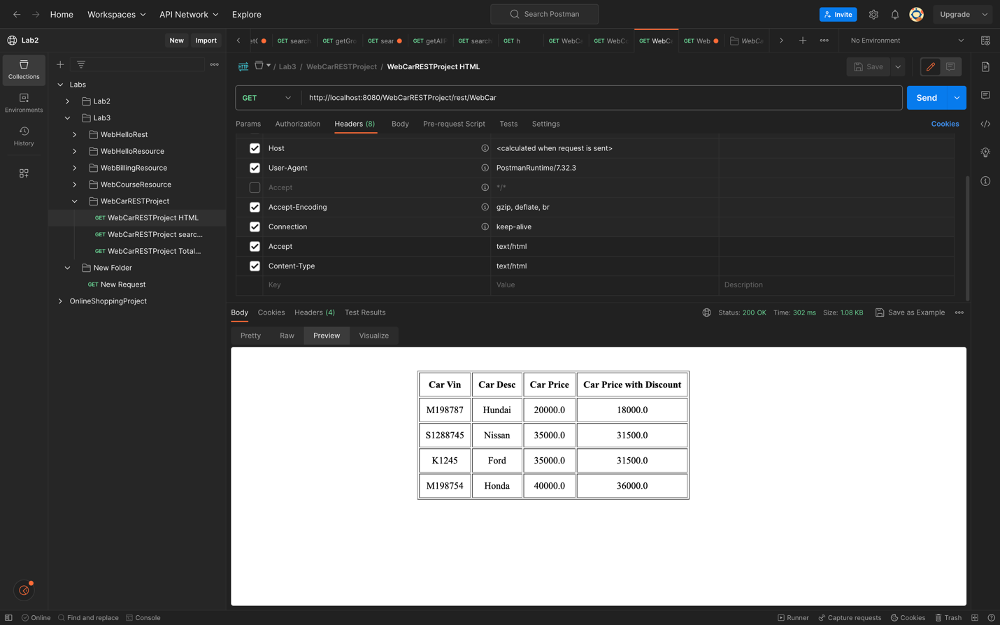 Home Workspaces API Network Explore Search Postman Invite Upgrade
Lab2 New Import
GET search GET getGro GET sear GET getAllP GET search GET h GET WebCa GET WebCc GET WebCa GET Web WebCa No Environment
Collections
Environments
History
Labs
Lab2
Lab3
WebHelloRest
WebHelloResource
WebBillingResource
WebCourseResource
WebCarRESTProject
GET WebCarRESTProject HTML
GET WebCarRESTProject searc...
GET WebCarRESTProject Total...
New Folder
GET New Request
OnlineShoppingProject
HTTP / Lab3 / WebCarRESTProject / WebCarRESTProject HTML Save
GET http://localhost:8080/WebCarRESTProject/rest/WebCar Send
Params Authorization Headers (8) Body Pre-request Script Tests Settings Cookies
Host <calculated when request is sent>
User-Agent PostmanRuntime/7.32.3
Accept */*
Accept-Encoding gzip, deflate, br
Connection keep-alive
Accept text/html
Content-Type text/html
Key Value Description
Body Cookies Headers (4) Test Results Status: 200 OK Time: 302 ms Size: 1.08 KB Save as Example
Pretty Raw Preview Visualize
Car Vin Car Desc Car Price Car Price with Discount
M198787 Hundai 20000.0 18000.0
S1288745 Nissan 35000.0 31500.0
K1245 Ford 35000.0 31500.0
M198754 Honda 40000.0 36000.0
Online Find and replace Console Runner Capture requests Cookies Trash